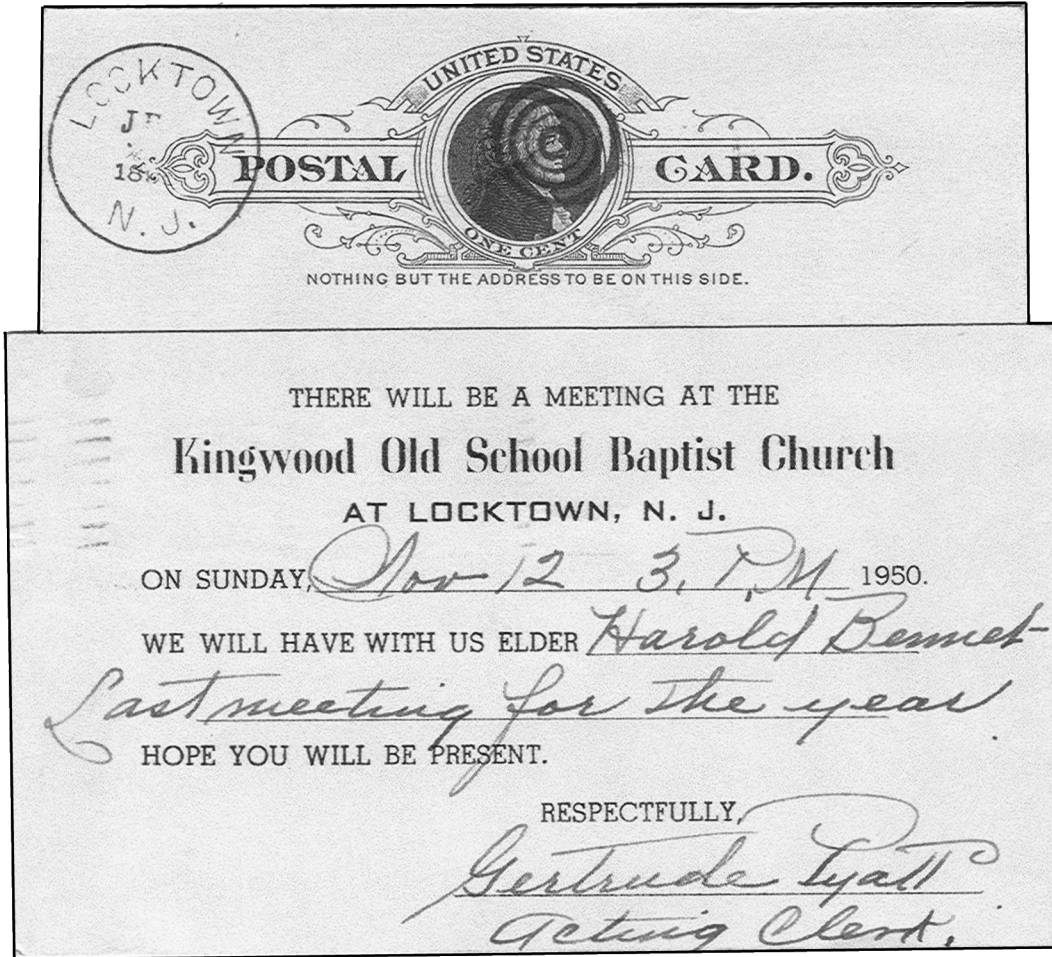 LOCKTOWN
18
N. J.
UNITED STATES
POSTAL CARD.
ONE CENT
NOTHING BUT THE ADDRESS TO BE ON THIS SIDE.
THERE WILL BE A MEETING AT THE
Kingwood Old School Baptist Church
AT LOCKTOWN, N. J.
ON SUNDAY, Nov 12 3, P,M 1950.
WE WILL HAVE WITH US ELDER Harold Bennet
Last meeting for the year
HOPE YOU WILL BE PRESENT.
RESPECTFULLY,
Gertrude Pyatt
Acting Clerk.